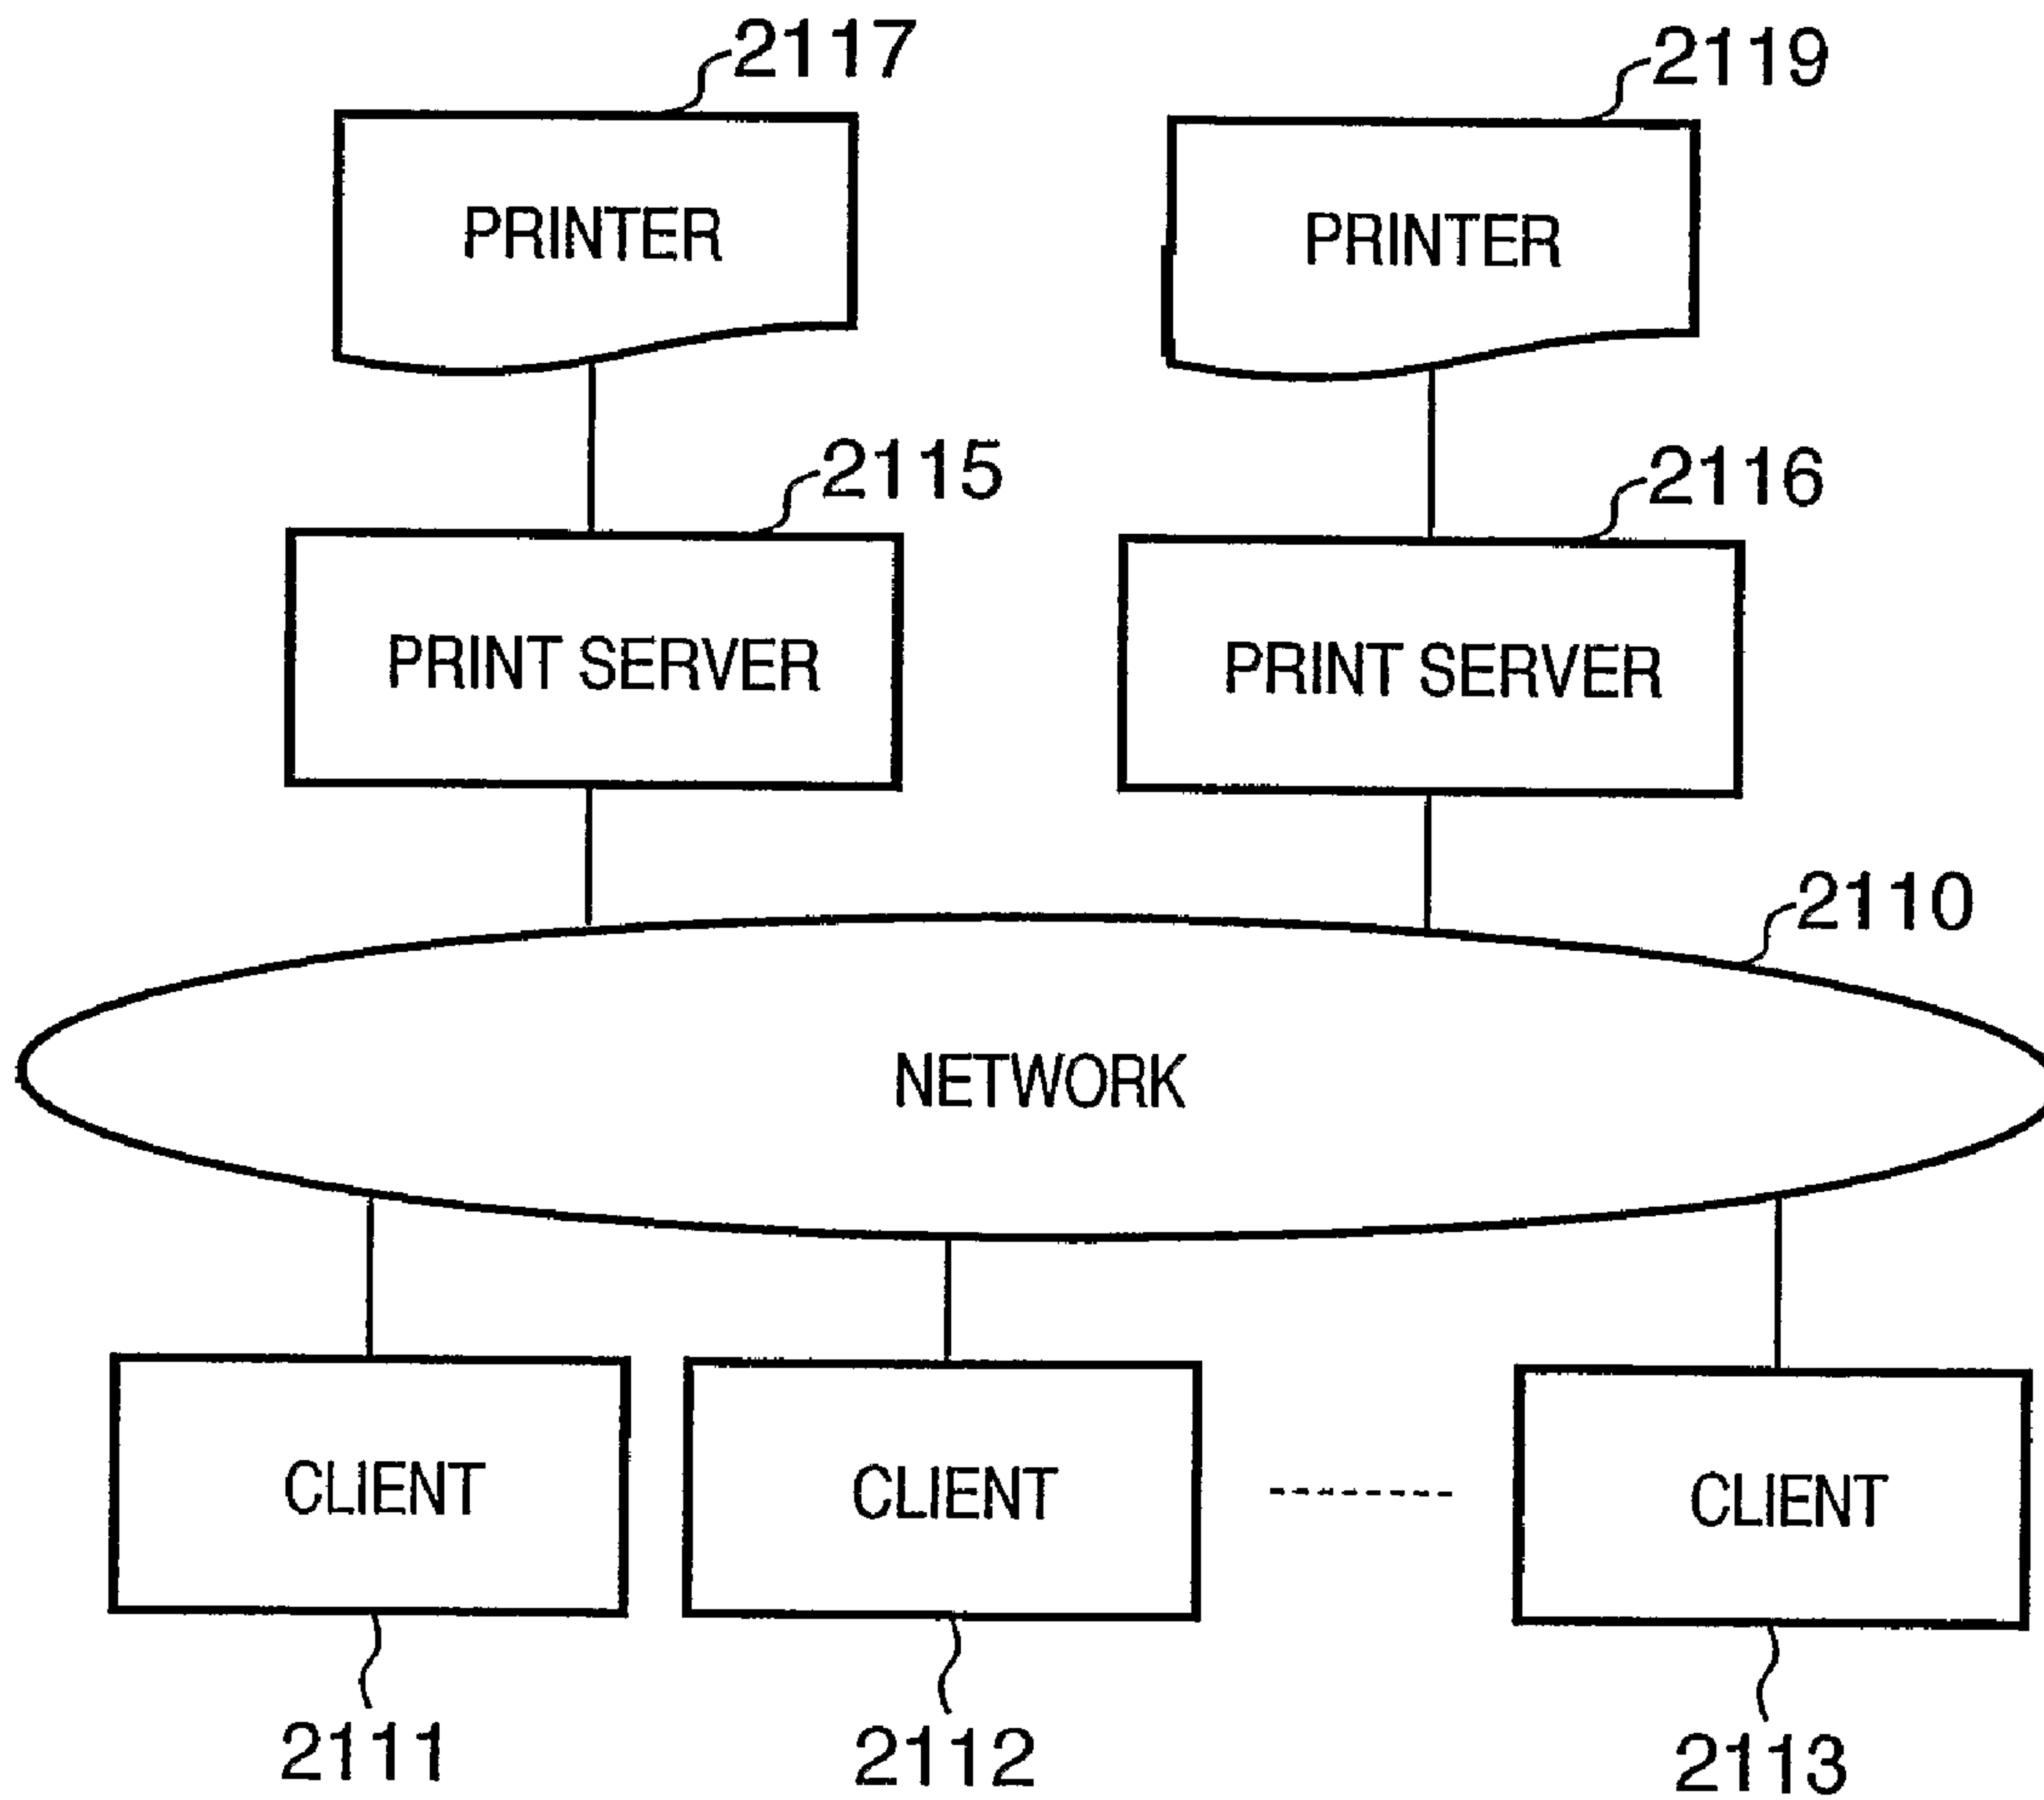 2117
2119
PRINTER
PRINTER
2115
2116
PRINT SERVER
PRINT SERVER
2110
NETWORK
CLIENT
CLIENT
CLIENT
2111
2112
2113